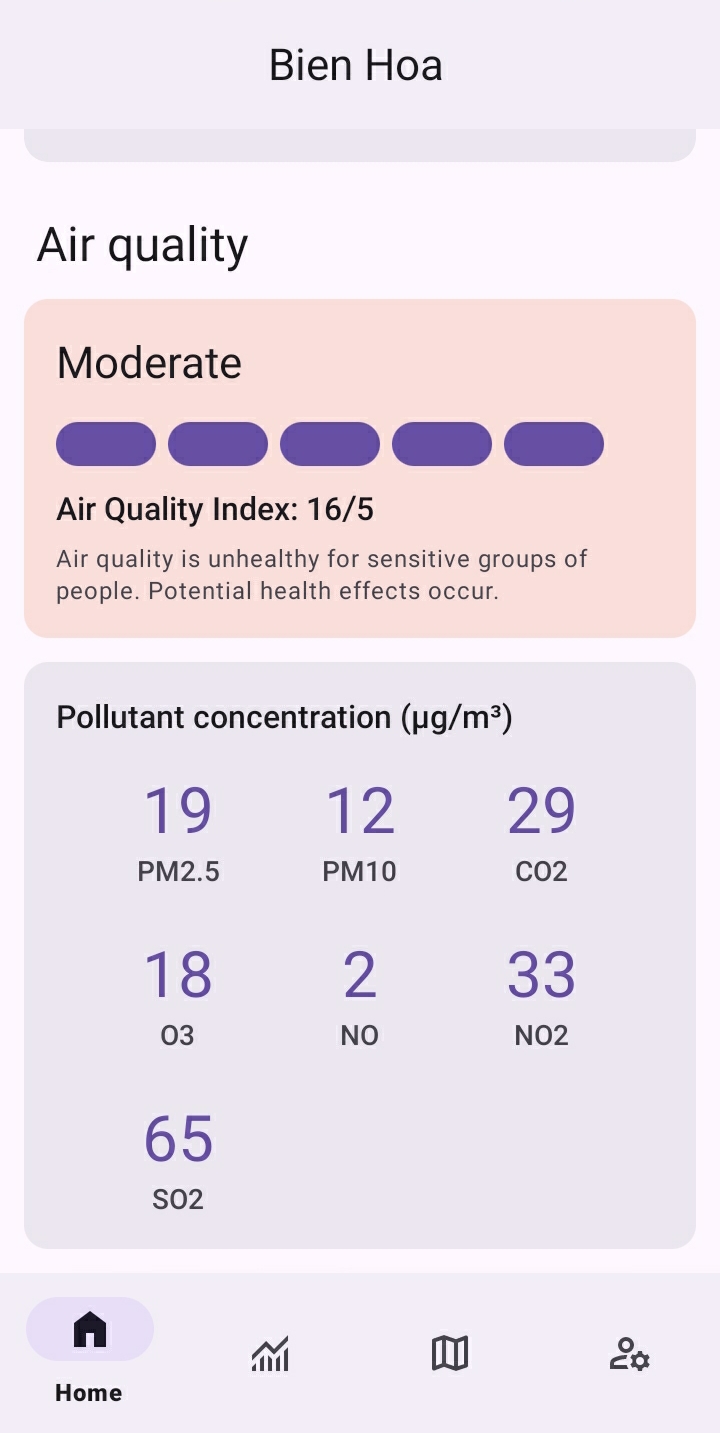 Bien Hoa
Air quality
Moderate
Air Quality Index: 16/5
Air quality is unhealthy for sensitive groups of
people. Potential health effects occur.
Pollutant concentration (µg/m³)
19 12 29
PM2.5 PM10 CO2
18 2 33
O3 NO NO2
65
SO2
Home